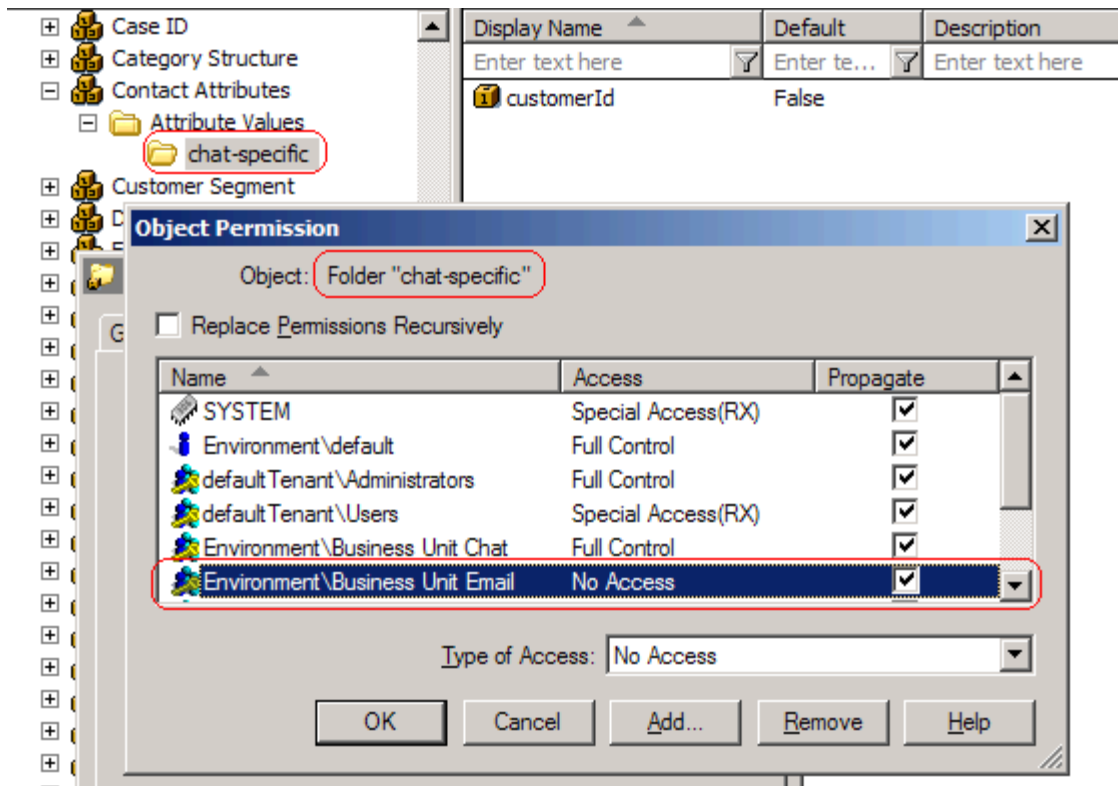 Case ID
Category Structure
Contact Attributes
Attribute Values
chat-specific
Customer Segment
Display Name Default Description
Enter text here Enter te... Enter text here
customerId False
Object Permission
Object: Folder "chat-specific"
Replace Permissions Recursively
Name Access Propagate
SYSTEM Special Access(RX)
Environment\default Full Control
defaultTenant\Administrators Full Control
defaultTenant\Users Special Access(RX)
Environment\Business Unit Chat Full Control
Environment\Business Unit Email No Access
Type of Access: No Access
OK Cancel Add... Remove Help